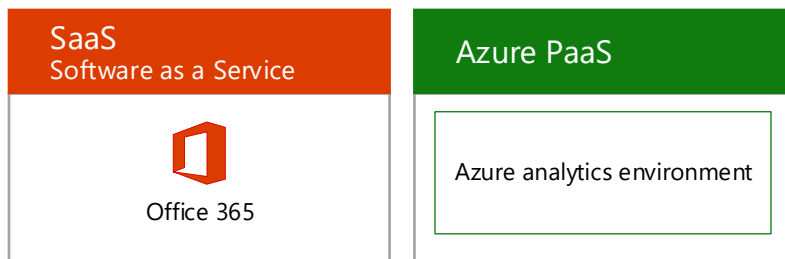 SaaS
Software as a Service
Azure PaaS
Office 365
Azure analytics environment